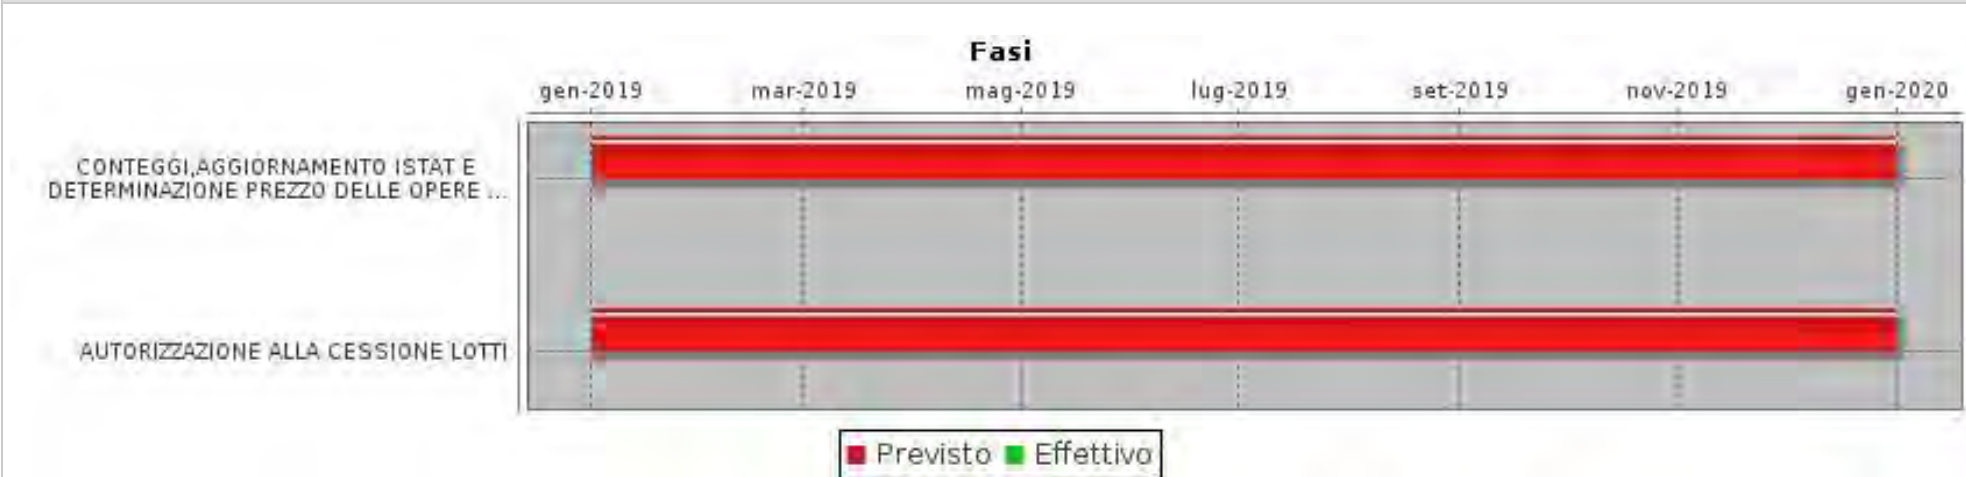 Fasi
gen-2019 mar-2019 mag-2019 lug-2019 set-2019 nov-2019 gen-2020
CONTEGGI,AGGIORNAMENTO ISTAT E
DETERMINAZIONE PREZZO DELLE OPERE ...
AUTORIZZAZIONE ALLA CESSIONE LOTTI
Previsto Effettivo